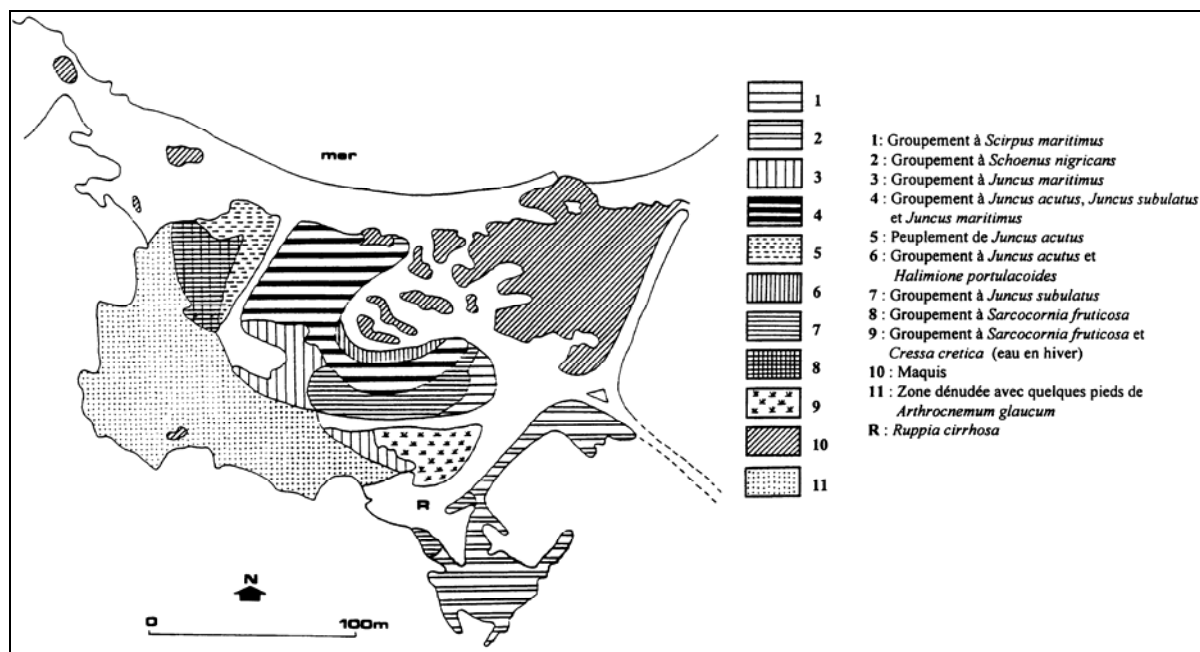 mer
1
2
3
4
5
6
7
8
9
10
11
1: Groupement à Scirpus maritimus
2 : Groupement à Schoenus nigricans
3 : Groupement à Juncus maritimus
4 : Groupement à Juncus acutus, Juncus subulatus
et Juncus maritimus
5 : Peuplement de Juncus acutus
6 : Groupement à Juncus acutus et
Halimione portulacoides
7 : Groupement à Juncus subulatus
8 : Groupement à Sarcocornia fruticosa
9 : Groupement à Sarcocornia fruticosa et
Cressa cretica (eau en hiver)
10 : Maquis
11 : Zone dénudée avec quelques pieds de
Arthrocnemum glaucum
R : Ruppia cirrhosa
R
N
0 100m